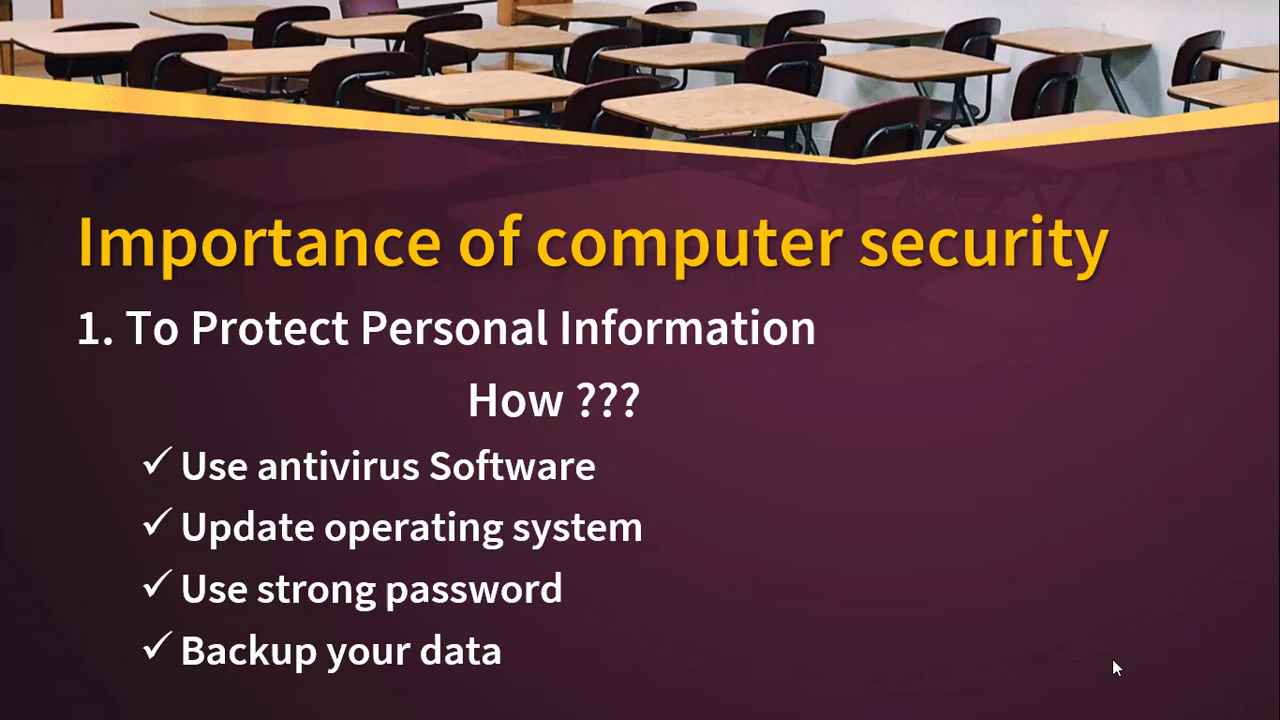 Importance of computer security
1. To Protect Personal Information
How ???
✓ Use antivirus Software
✓ Update operating system
✓ Use strong password
✓ Backup your data